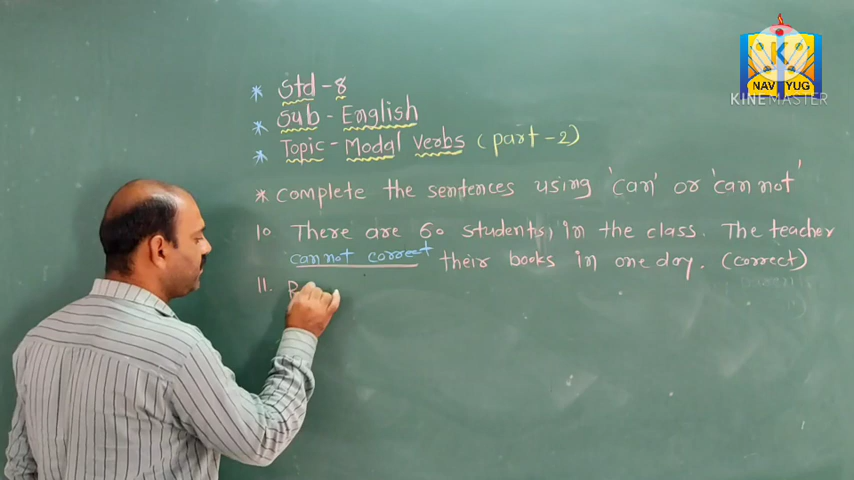 * Std - 8
* Sub - English
* Topic - Modal verbs (part - 2)
* complete the sentences using 'can' or 'can not'
10 There are 60 students, in the class. The teacher
can not correct their books in one day. (correct)
11.
NAV YUG
KINEMASTER